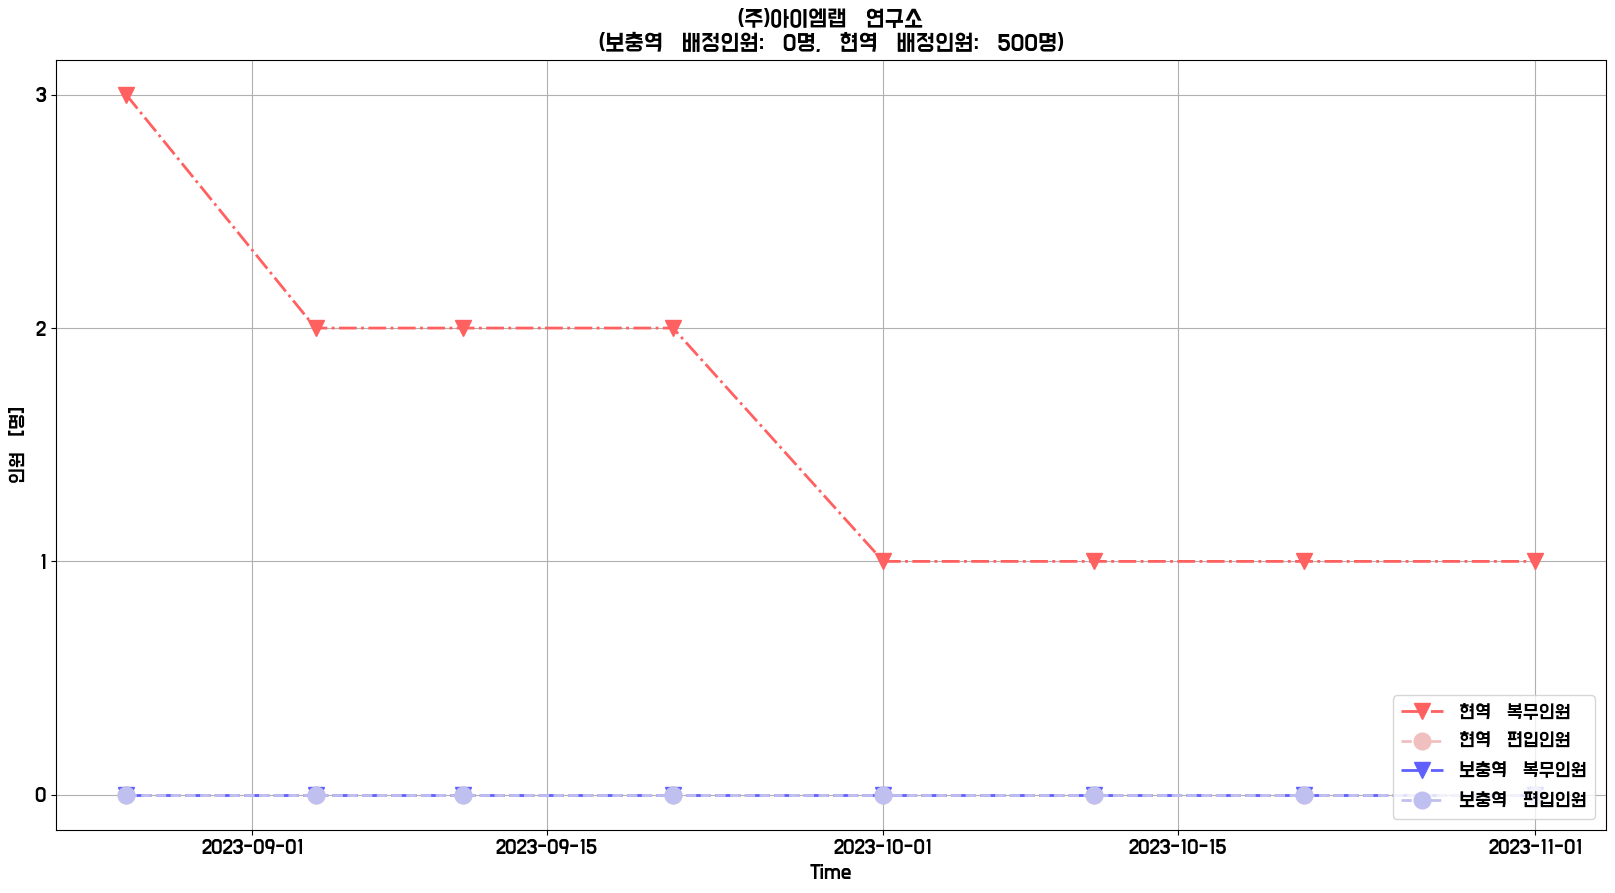 (주)아이엠랩 연구소
(보충역 배정인원: 0명, 현역 배정인원: 500명)
3
2
1
0
인원 [명]
현역 복무인원
현역 편입인원
보충역 복무인원
보충역 편입인원
2023-09-01 2023-09-15 2023-10-01 2023-10-15 2023-11-01
Time